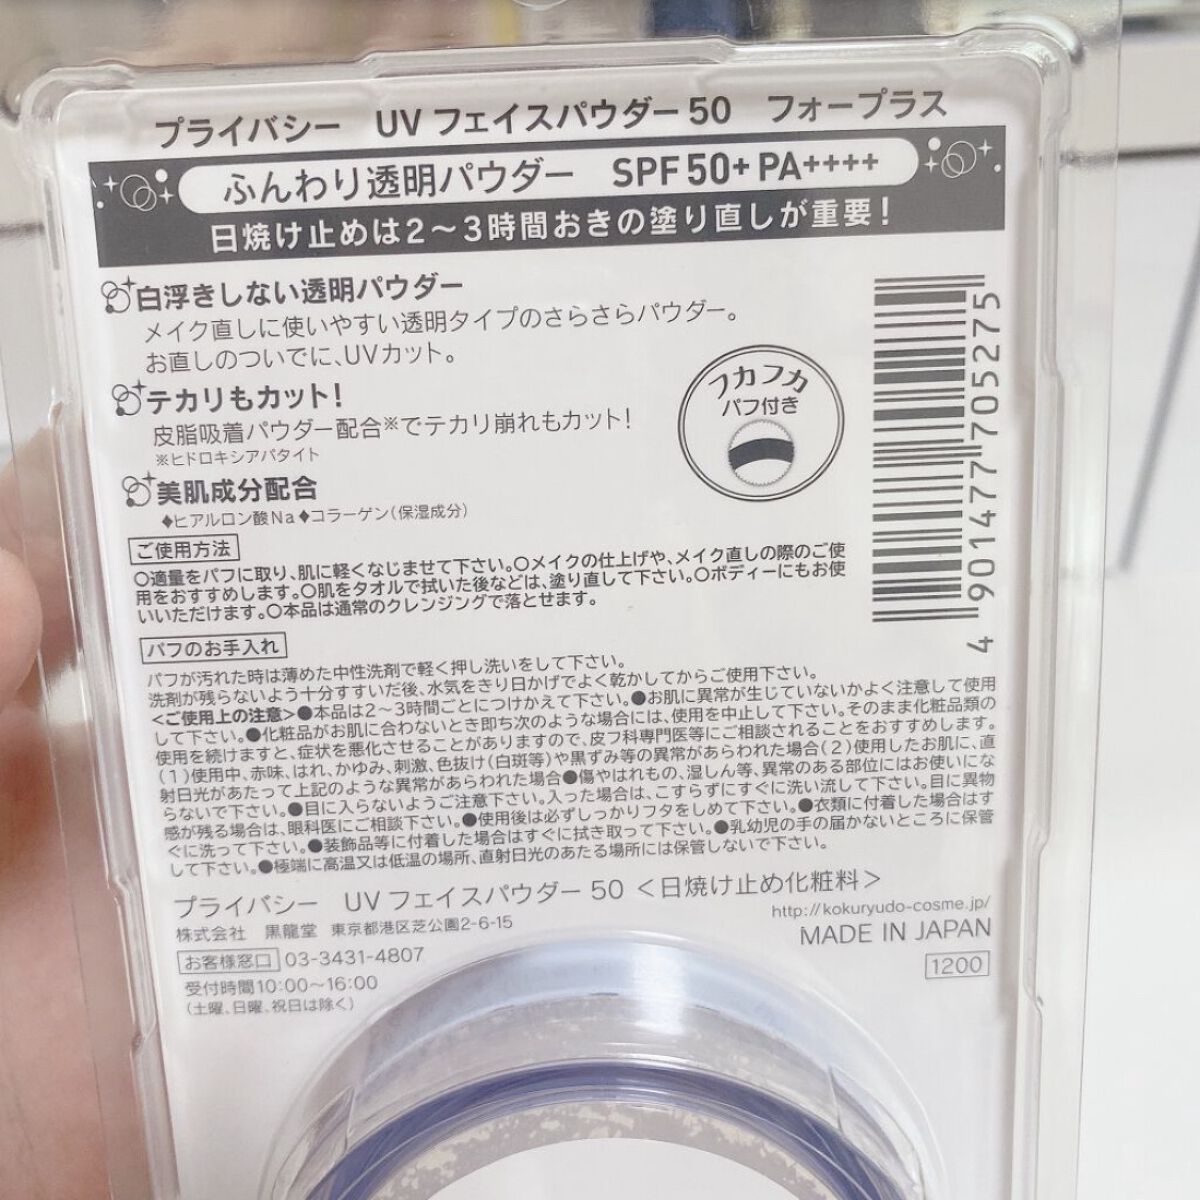 プライバシー　UV フェイスパウダー 50　フォープラス
ふんわり透明パウダー　SPF 50+ PA++++
日焼け止めは2～3時間おきの塗り直しが重要！
白浮きしない透明パウダー
メイク直しに使いやすい透明タイプのさらさらパウダー。
お直しのついでに、UVカット。
テカリもカット！
皮脂吸着パウダー配合※でテカリ崩れもカット！
※ヒドロキシアパタイト
フカフカ
パフ付き
美肌成分配合
♦ヒアルロン酸Na♦コラーゲン（保湿成分）
4 901477 705275
ご使用方法
○適量をパフに取り、肌に軽くなじませて下さい。○メイクの仕上げや、メイク直しの際のご使
用をおすすめします。○肌をタオルで拭いた後などは、塗り直して下さい。○ボディーにもお使
いいただけます。○本品は通常のクレンジングで落とせます。
パフのお手入れ
パフが汚れた時は薄めた中性洗剤で軽く押し洗いをして下さい。
洗剤が残らないよう十分すすいだ後、水気をきり日かげでよく乾かしてからご使用下さい。
<ご使用上の注意>●本品は2～3時間ごとにつけかえて下さい。●お肌に異常が生じていないかよく注意して使用
して下さい。●化粧品がお肌に合わないとき即ち次のような場合には、使用を中止して下さい。そのまま化粧品類の
使用を続けますと、症状を悪化させることがありますので、皮フ科専門医等にご相談されることをおすすめします。
（1）使用中、赤味、はれ、かゆみ、刺激、色抜け（白斑等）や黒ずみ等の異常があらわれた場合（2）使用したお肌に、直
射日光があたって上記のような異常があらわれた場合●傷やはれもの、湿しん等、異常のある部位にはお使いにな
らないで下さい。●目に入らないようご注意下さい。入った場合は、こすらずにすぐに洗い流して下さい。目に異物
感が残る場合は、眼科医にご相談下さい。●使用後は必ずしっかりフタをしめて下さい。●衣類に付着した場合はす
ぐに洗って下さい。●装飾品等に付着した場合はすぐに拭き取って下さい。●乳幼児の手の届かないところに保管
して下さい。●極端に高温又は低温の場所、直射日光のあたる場所には保管しないで下さい。
プライバシー　UV フェイスパウダー 50 <日焼け止め化粧料>
株式会社　黒龍堂　東京都港区芝公園2-6-15
http://kokuryudo-cosme.jp/
MADE IN JAPAN
お客様窓口 03-3431-4807
1200
受付時間10:00～16:00
（土曜、日曜、祝日は除く）